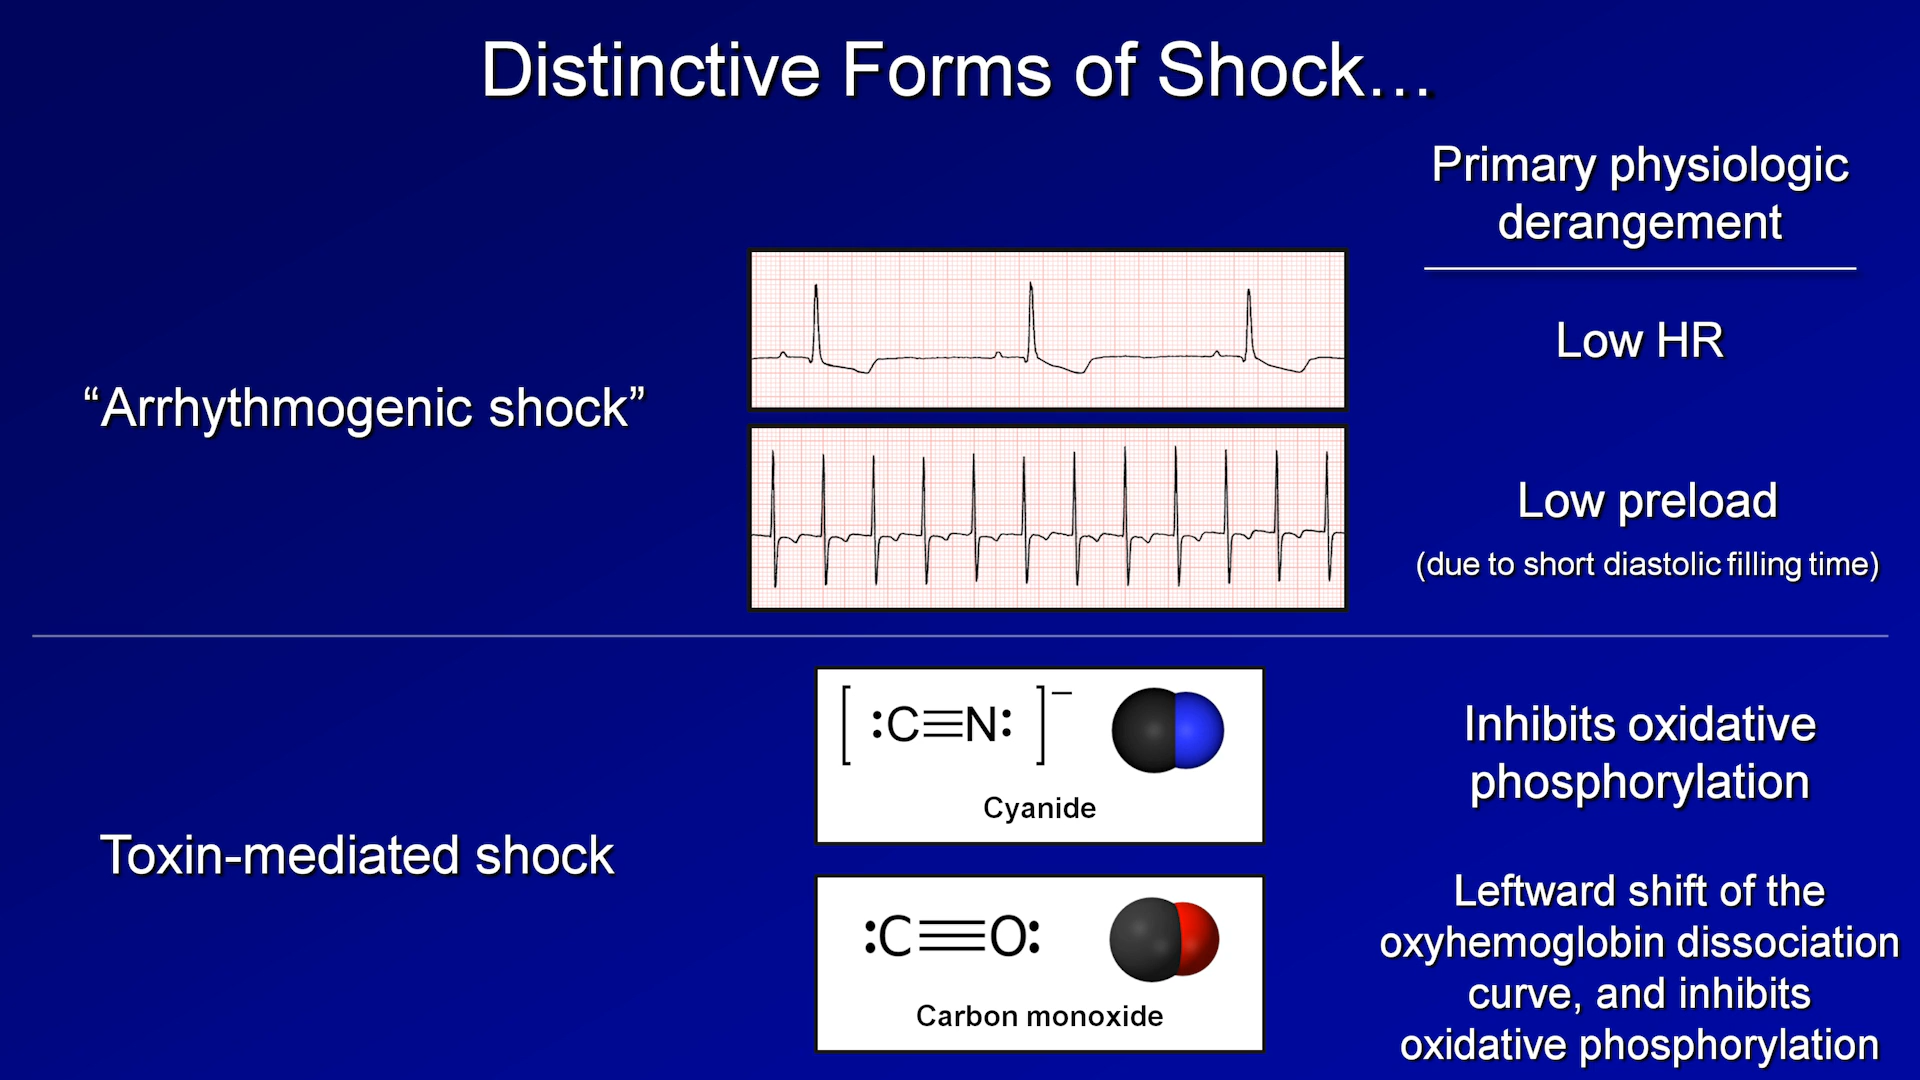 Distinctive Forms of Shock…
Primary physiologic
derangement
Low HR
“Arrhythmogenic shock”
Low preload
(due to short diastolic filling time)
[:C≡N:]⁻
Cyanide
Inhibits oxidative
phosphorylation
Toxin-mediated shock
:C≡O:
Carbon monoxide
Leftward shift of the
oxyhemoglobin dissociation
curve, and inhibits
oxidative phosphorylation